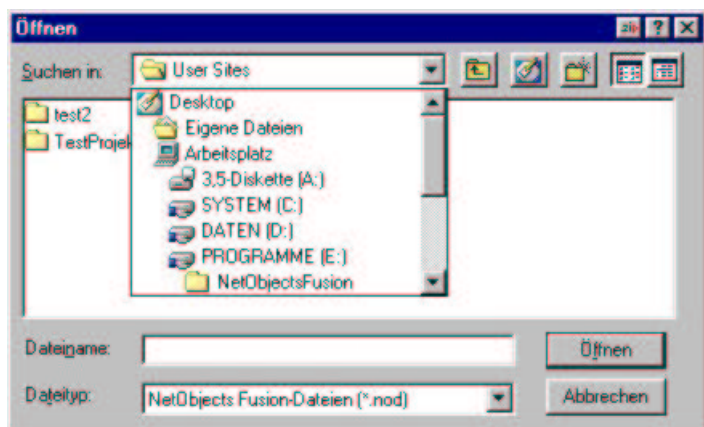 Öffnen
Suchen in: User Sites
Desktop
test2
Eigene Dateien
TestProjek
Arbeitsplatz
3,5-Diskette (A:)
SYSTEM (C:)
DATEN (D:)
PROGRAMME (E:)
NetObjectsFusion
Dateiname:
Öffnen
Dateityp: NetObjects Fusion-Dateien (*.nod)
Abbrechen